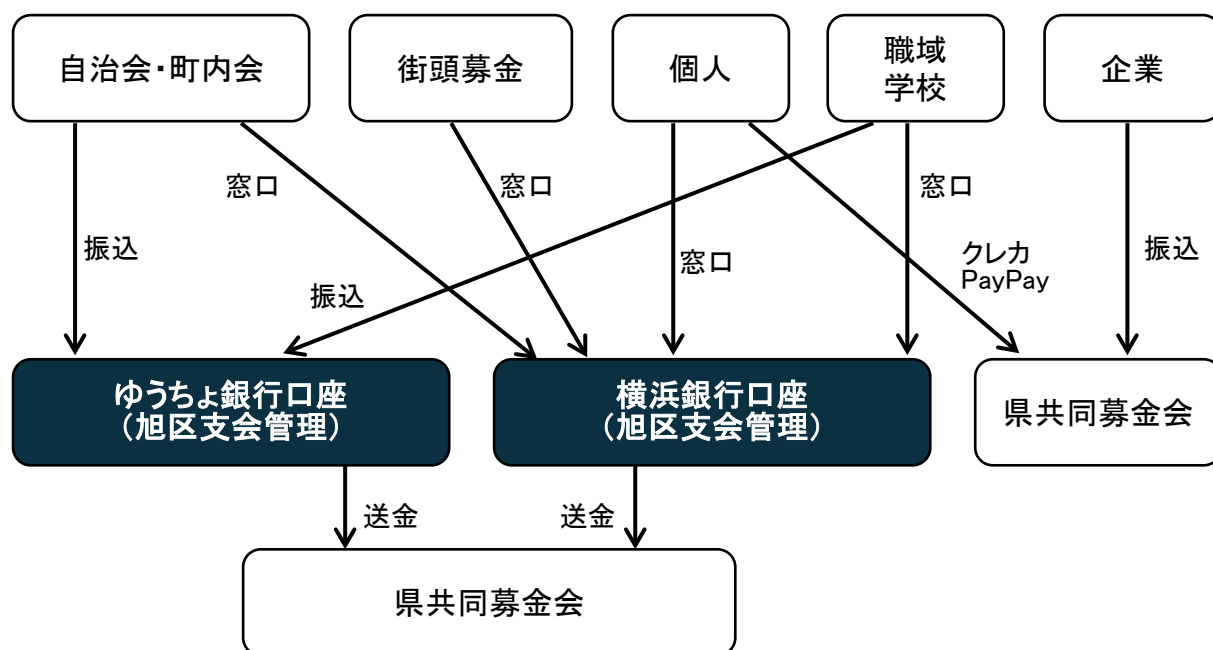 自治会・町内会
街頭募金
個人
職域
学校
企業
窓口
窓口
窓口
振込
窓口
クレカ
PayPay
振込
振込
ゆうちょ銀行口座
（旭区支会管理）
横浜銀行口座
（旭区支会管理）
県共同募金会
送金
送金
県共同募金会